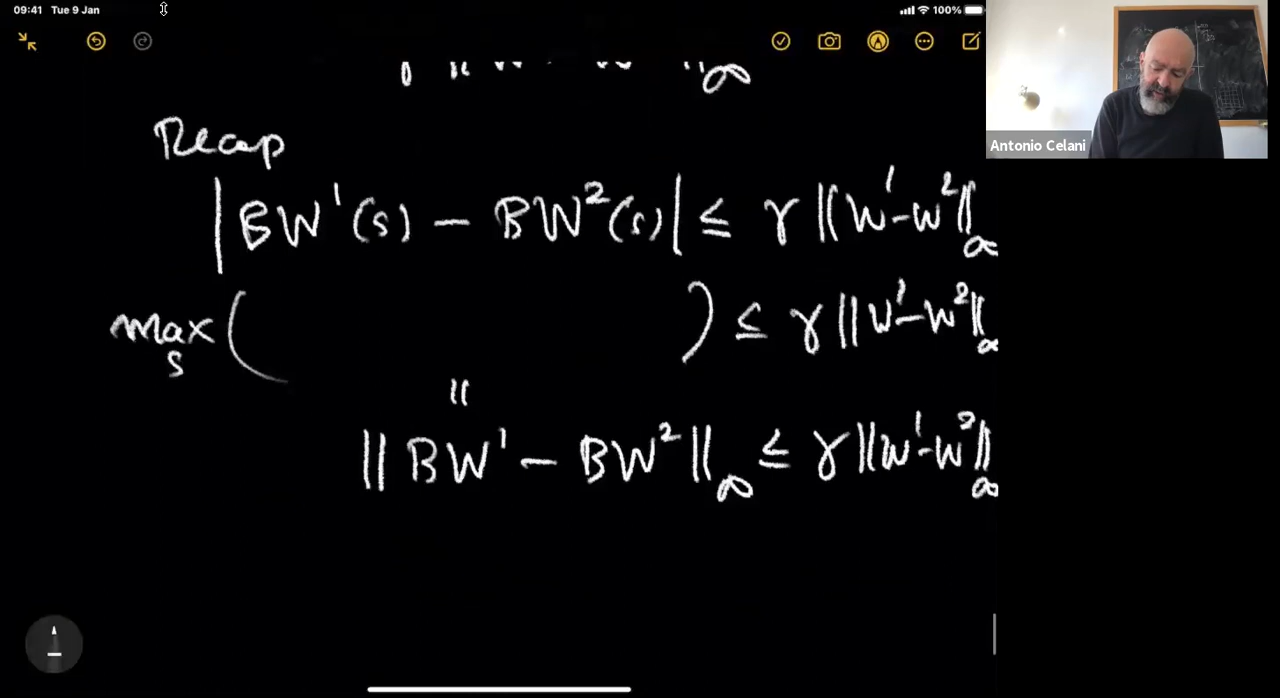 09:41 Tue 9 Jan 100%
Recap
|BW¹(s) − BW²(s)| ≤ γ ||W¹−W²||∞
max s ( ) ≤ γ ||W¹−W²||∞
||
||BW¹ − BW²||∞ ≤ γ ||W¹−W²||∞
Antonio Celani